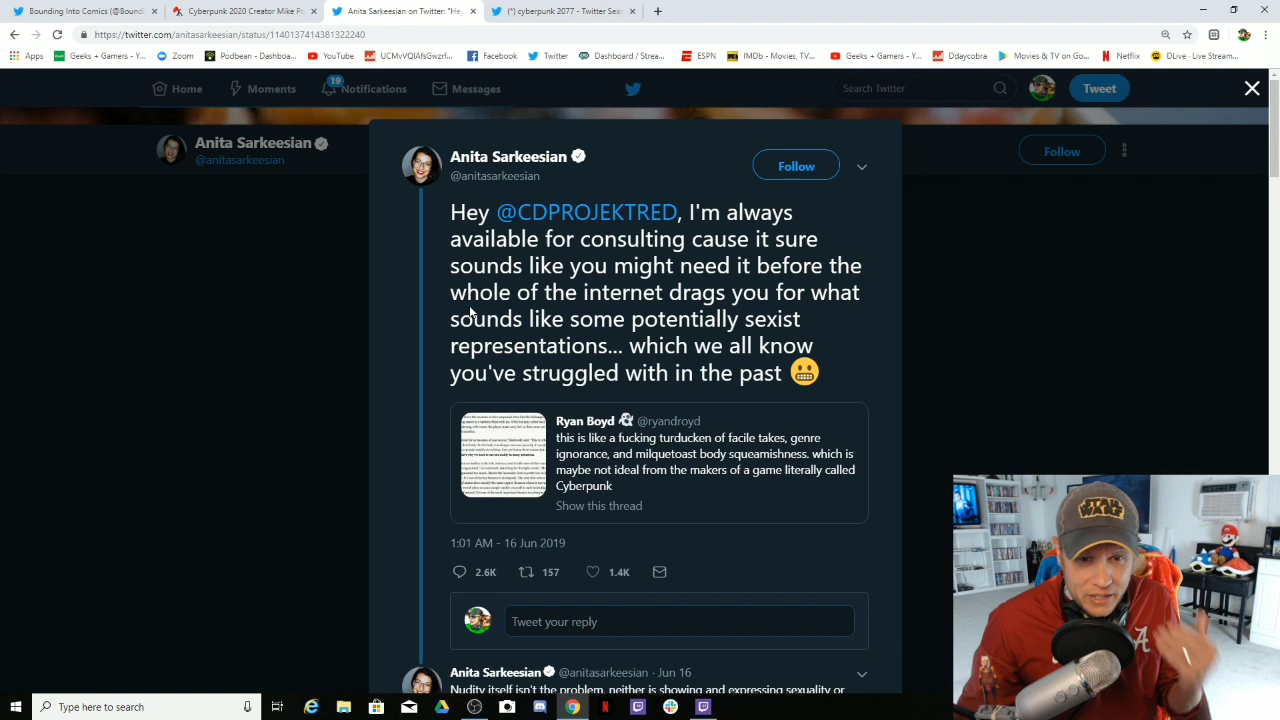 Bounding Into Comics (@Bound
Cyberpunk 2020 Creator Mike Po
Anita Sarkeesian on Twitter: "He
(*) cyberpunk 2077 - Twitter Sea
https://twitter.com/anitasarkeesian/status/1140137414381322240
Apps
Geeks + Gamers - Y...
Zoom
Podbean - Dashboa...
YouTube
UCMvVQIAfsGwzrf...
Facebook
Twitter
Dashboard / Strea...
ESPN
IMDb - Movies, TV...
Geeks + Gamers - Y...
Ddaycobra
Movies & TV on Go...
Netflix
DLive · Live Stream...
Home
Moments
19
Notifications
Messages
Search Twitter
Tweet
Anita Sarkeesian
@anitasarkeesian
Follow
Anita Sarkeesian
@anitasarkeesian
Follow
Hey @CDPROJEKTRED, I'm always
available for consulting cause it sure
sounds like you might need it before the
whole of the internet drags you for what
sounds like some potentially sexist
representations... which we all know
you've struggled with in the past 😬
Ryan Boyd 👻 @ryandroyd
this is like a fucking turducken of facile takes, genre
ignorance, and milquetoast body squeamishness. which is
maybe not ideal from the makers of a game literally called
Cyberpunk
Show this thread
1:01 AM - 16 Jun 2019
2.6K 157 1.4K
Tweet your reply
Anita Sarkeesian @anitasarkeesian · Jun 16
Nudity itself isn't the problem, neither is showing and expressing sexuality or
STAR WARS
A
Type here to search